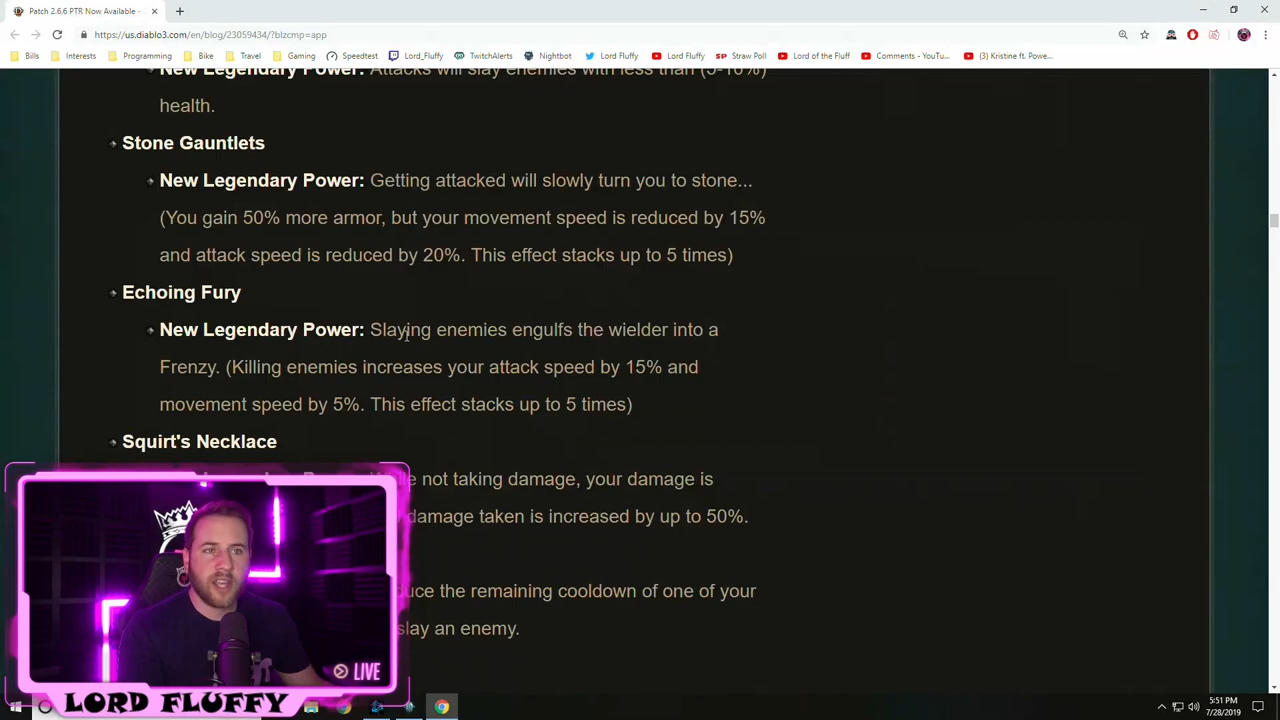 Patch 2.6.6 PTR Now Available -
https://us.diablo3.com/en/blog/23059434/?blzcmp=app
Bills
Interests
Programming
Bike
Travel
Gaming
Speedtest
Lord_Fluffy
TwitchAlerts
Nightbot
Lord Fluffy
Lord Fluffy
Straw Poll
Lord of the Fluff
Comments - YouTu...
(3) Kristine ft. Powe...
New Legendary Power: Attacks will slay enemies with less than (5-10%)
health.
Stone Gauntlets
New Legendary Power: Getting attacked will slowly turn you to stone...
(You gain 50% more armor, but your movement speed is reduced by 15%
and attack speed is reduced by 20%. This effect stacks up to 5 times)
Echoing Fury
New Legendary Power: Slaying enemies engulfs the wielder into a
Frenzy. (Killing enemies increases your attack speed by 15% and
movement speed by 5%. This effect stacks up to 5 times)
Squirt's Necklace
not taking damage, your damage is
damage taken is increased by up to 50%.
the remaining cooldown of one of your
slay an enemy.
LIVE
LORD FLUFFY
5:51 PM
7/28/2019